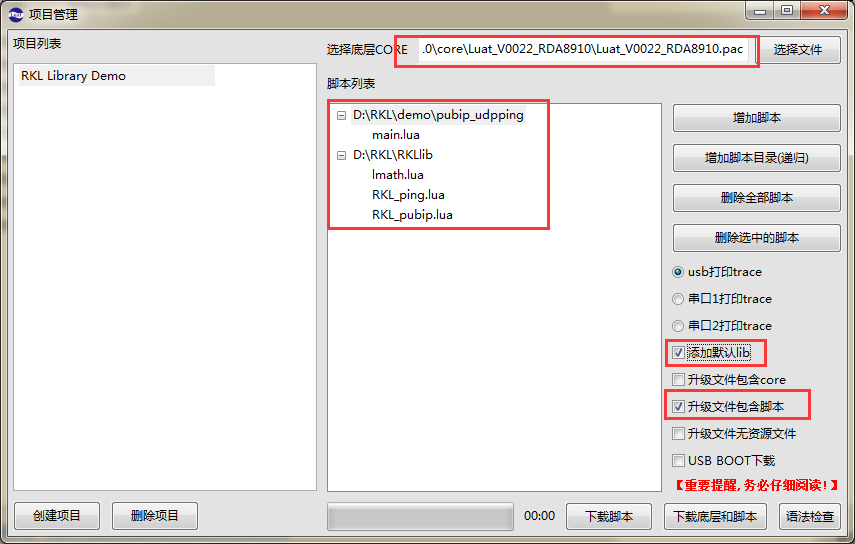 项目管理
项目列表
RKL Library Demo
选择底层CORE
.0\core\Luat_V0022_RDA8910\Luat_V0022_RDA8910.pac
选择文件
脚本列表
D:\RKL\demo\pubip_udpping
main.lua
D:\RKL\RKLlib
lmath.lua
RKL_ping.lua
RKL_pubip.lua
增加脚本
增加脚本目录(递归)
删除全部脚本
删除选中的脚本
usb打印trace
串口1打印trace
串口2打印trace
添加默认lib
升级文件包含core
升级文件包含脚本
升级文件无资源文件
USB BOOT下载
【重要提醒,务必仔细阅读!】
创建项目
删除项目
00:00
下载脚本
下载底层和脚本
语法检查